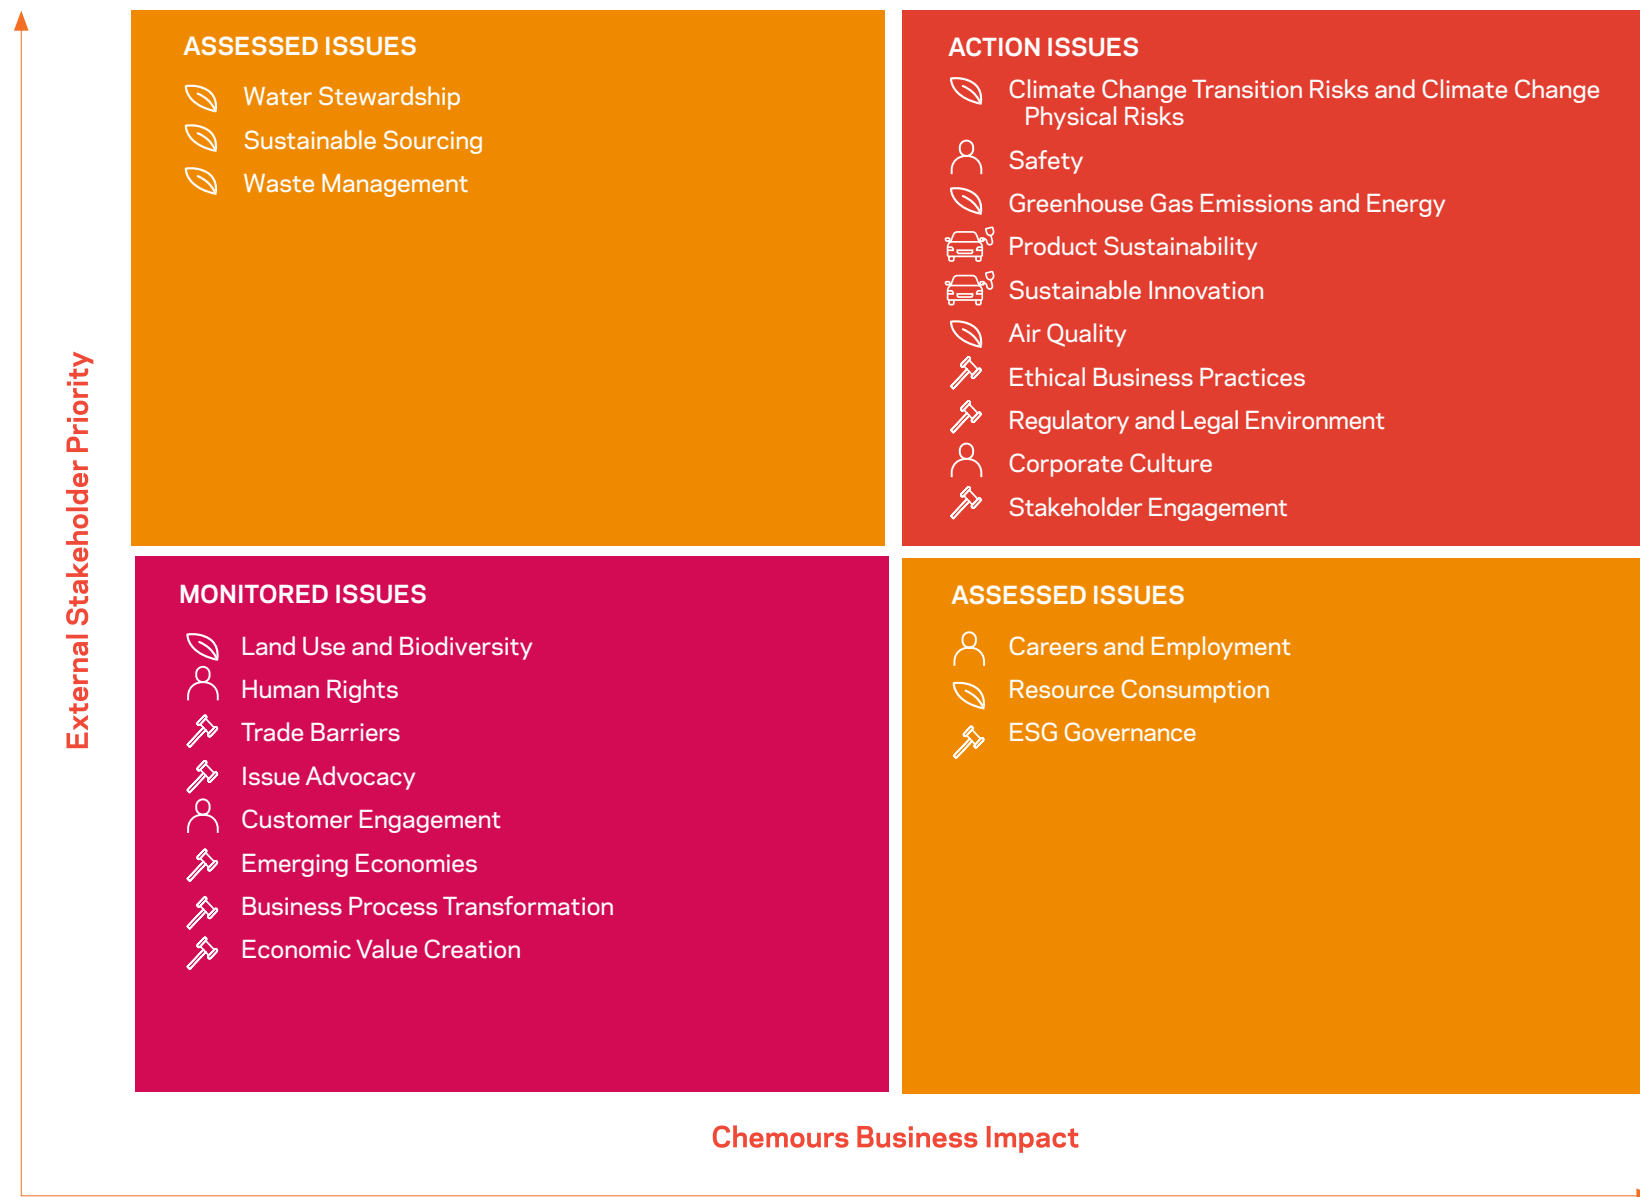 ASSESSED ISSUES
Water Stewardship
Sustainable Sourcing
Waste Management
ACTION ISSUES
Climate Change Transition Risks and Climate Change
Physical Risks
Safety
Greenhouse Gas Emissions and Energy
Product Sustainability
Sustainable Innovation
Air Quality
Ethical Business Practices
Regulatory and Legal Environment
Corporate Culture
Stakeholder Engagement
External Stakeholder Priority
MONITORED ISSUES
Land Use and Biodiversity
Human Rights
Trade Barriers
Issue Advocacy
Customer Engagement
Emerging Economies
Business Process Transformation
Economic Value Creation
ASSESSED ISSUES
Careers and Employment
Resource Consumption
ESG Governance
Chemours Business Impact